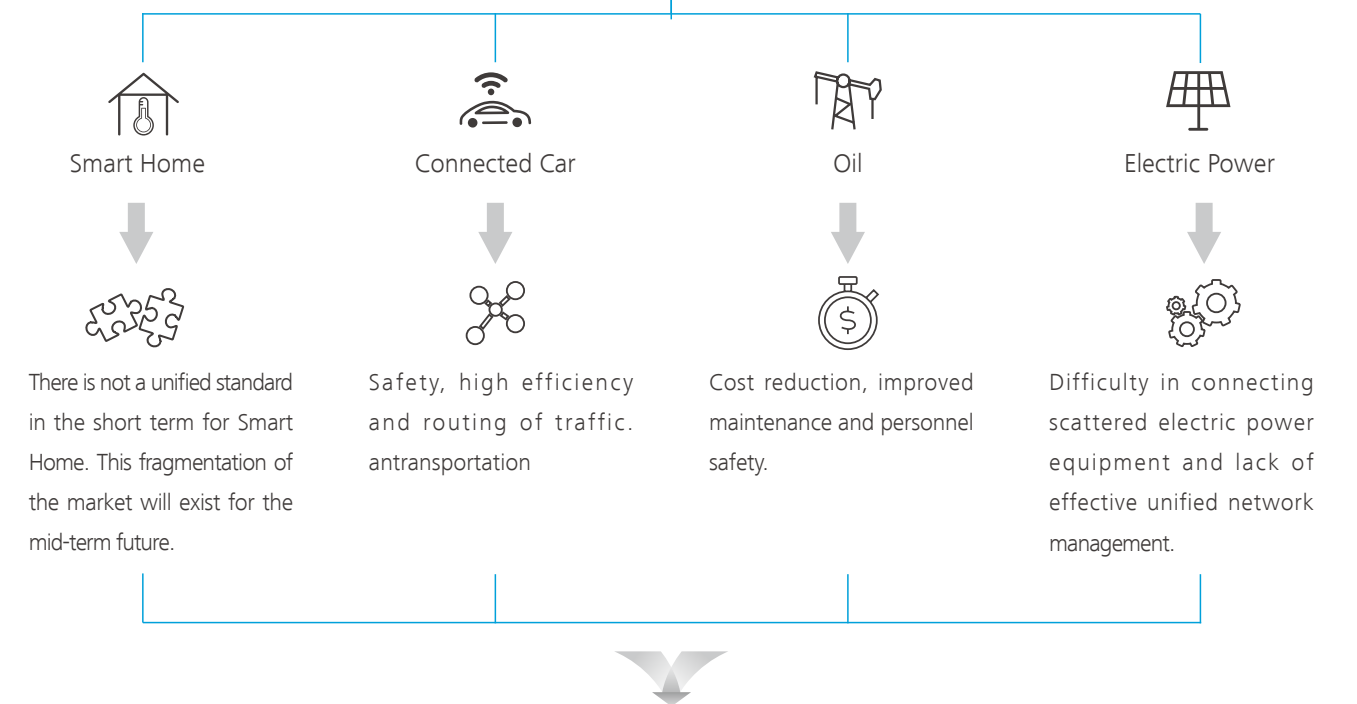 Smart Home
Connected Car
Oil
Electric Power
There is not a unified standard
in the short term for Smart
Home. This fragmentation of
the market will exist for the
mid-term future.
Safety, high efficiency
and routing of traffic.
antransportation
$
Cost reduction, improved
maintenance and personnel
safety.
Difficulty in connecting
scattered electric power
equipment and lack of
effective unified network
management.